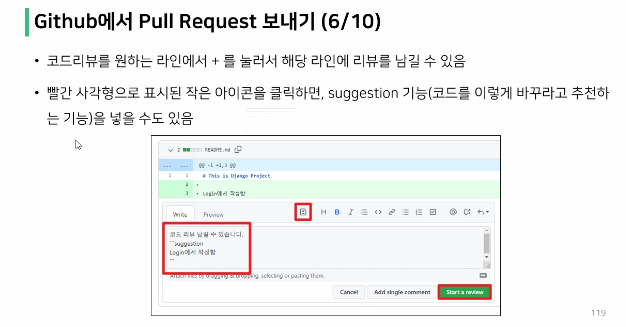 Github에서 Pull Request 보내기 (6/10)
• 코드리뷰를 원하는 라인에서 + 를 눌러서 해당 라인에 리뷰를 남길 수 있음
• 빨간 사각형으로 표시된 작은 아이콘을 클릭하면, suggestion 기능(코드를 이렇게 바꾸라고 추천하
는 기능)을 넣을 수도 있음
2 README.md
... ... @@ -1 +1,3 @@
1 1 # This is Django Project
2 +
3 + Login에서 작성함
Write Preview
코드 리뷰 남길 수 있습니다.
```suggestion
Login에서 작성함
```
Attach files by dragging & dropping, selecting or pasting them.
Cancel Add single comment Start a review
119